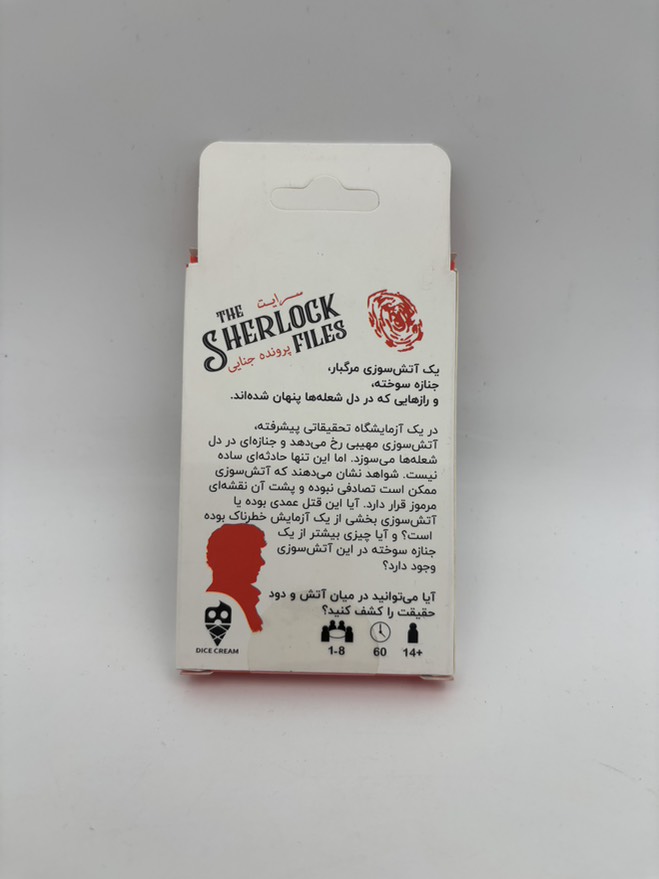 سرایت
THE
SHERLOCK
FILES
پرونده جنایی
یک آتش‌سوزی مرگبار،
جنازه سوخته،
و رازهایی که در دل شعله‌ها پنهان شده‌اند.
در یک آزمایشگاه تحقیقاتی پیشرفته،
آتش‌سوزی مهیبی رخ می‌دهد و جنازه‌ای در دل
شعله‌ها می‌سوزد. اما این تنها حادثه‌ای ساده
نیست. شواهد نشان می‌دهند که آتش‌سوزی
ممکن است تصادفی نبوده و پشت آن نقشه‌ای
مرموز قرار دارد. آیا این قتل عمدی بوده یا
آتش‌سوزی بخشی از یک آزمایش خطرناک بوده
است؟ و آیا چیزی بیشتر از یک
جنازه سوخته در این آتش‌سوزی
وجود دارد؟
آیا می‌توانید در میان آتش و دود
حقیقت را کشف کنید؟
1-8 60 14+
DICE CREAM